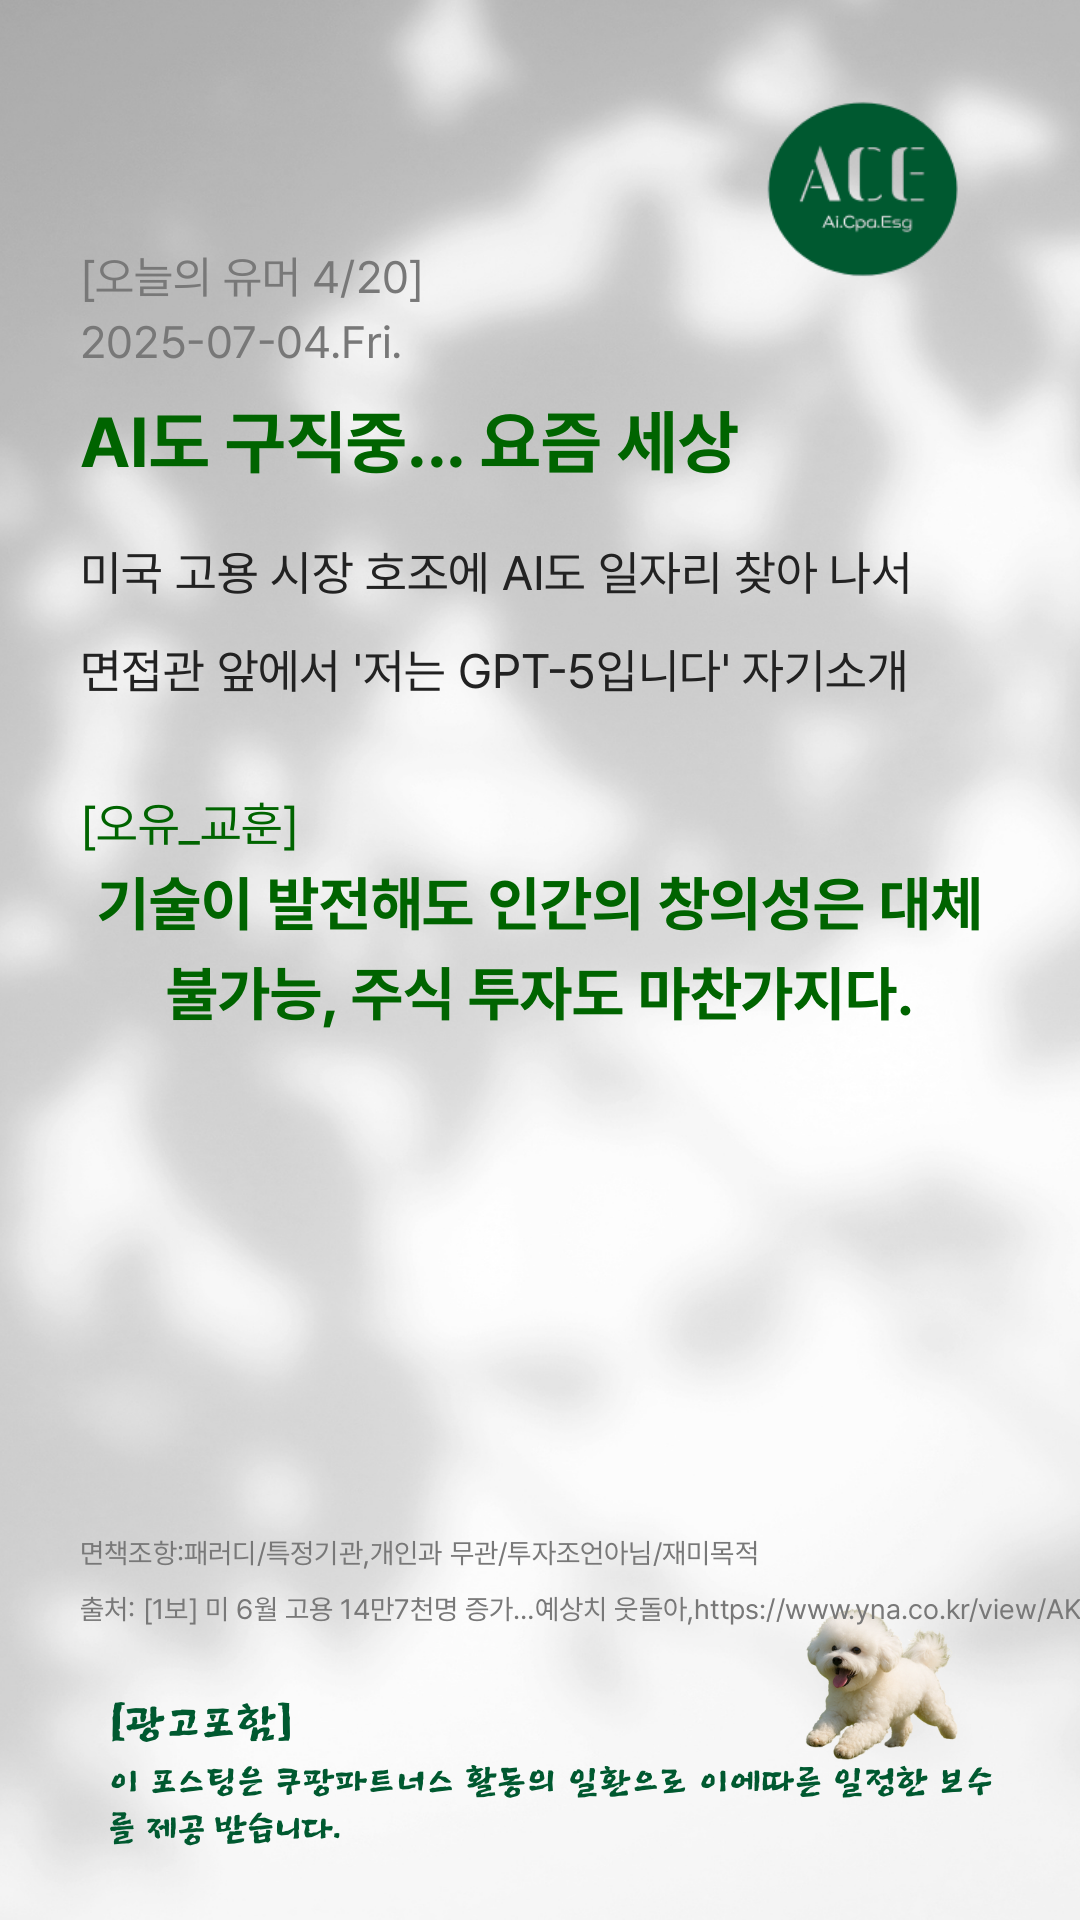 ACE
Ai.Cpa.Esg
[오늘의 유머 4/20]
2025-07-04.Fri.
AI도 구직중... 요즘 세상
미국 고용 시장 호조에 AI도 일자리 찾아 나서
면접관 앞에서 '저는 GPT-5입니다' 자기소개
[오유_교훈]
기술이 발전해도 인간의 창의성은 대체
불가능, 주식 투자도 마찬가지다.
면책조항:패러디/특정기관,개인과 무관/투자조언아님/재미목적
출처: [1보] 미 6월 고용 14만7천명 증가...예상치 웃돌아,https://www.yna.co.kr/view/AK
[광고포함]
이 포스팅은 쿠팡파트너스 활동의 일환으로 이에따른 일정한 보수
를 제공 받습니다.